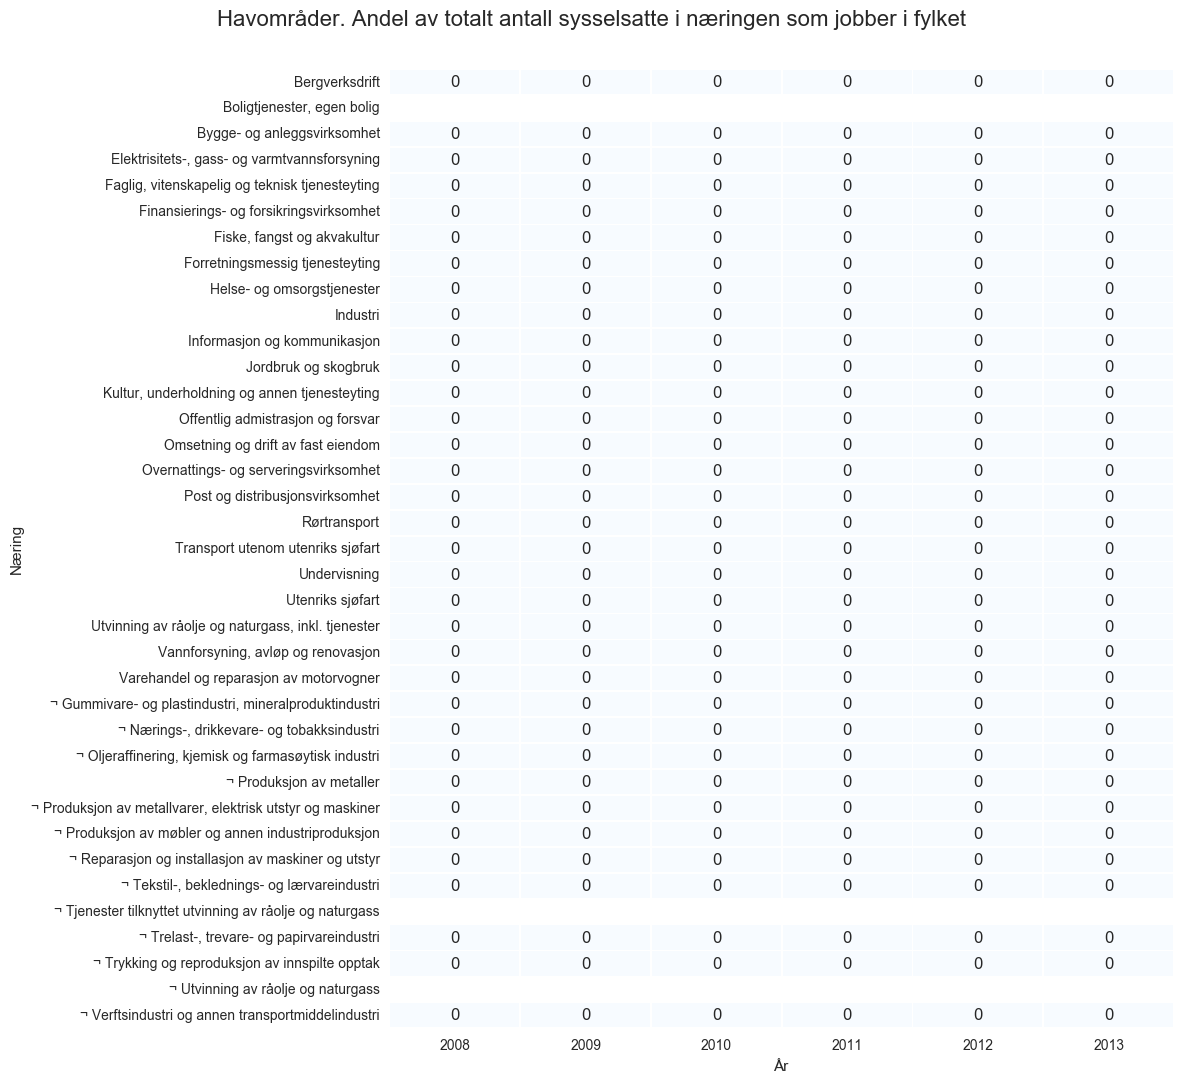 Havområder. Andel av totalt antall sysselsatte i næringen som jobber i fylket
Bergverksdrift 0 0 0 0 0 0
Boligtjenester, egen bolig
Bygge- og anleggsvirksomhet 0 0 0 0 0 0
Elektrisitets-, gass- og varmtvannsforsyning 0 0 0 0 0 0
Faglig, vitenskapelig og teknisk tjenesteyting 0 0 0 0 0 0
Finansierings- og forsikringsvirksomhet 0 0 0 0 0 0
Fiske, fangst og akvakultur 0 0 0 0 0 0
Forretningsmessig tjenesteyting 0 0 0 0 0 0
Helse- og omsorgstjenester 0 0 0 0 0 0
Industri 0 0 0 0 0 0
Informasjon og kommunikasjon 0 0 0 0 0 0
Jordbruk og skogbruk 0 0 0 0 0 0
Kultur, underholdning og annen tjenesteyting 0 0 0 0 0 0
Offentlig admistrasjon og forsvar 0 0 0 0 0 0
Omsetning og drift av fast eiendom 0 0 0 0 0 0
Overnattings- og serveringsvirksomhet 0 0 0 0 0 0
Post og distribusjonsvirksomhet 0 0 0 0 0 0
Rørtransport 0 0 0 0 0 0
Transport utenom utenriks sjøfart 0 0 0 0 0 0
Undervisning 0 0 0 0 0 0
Utenriks sjøfart 0 0 0 0 0 0
Utvinning av råolje og naturgass, inkl. tjenester 0 0 0 0 0 0
Vannforsyning, avløp og renovasjon 0 0 0 0 0 0
Varehandel og reparasjon av motorvogner 0 0 0 0 0 0
¬ Gummivare- og plastindustri, mineralproduktindustri 0 0 0 0 0 0
¬ Nærings-, drikkevare- og tobakksindustri 0 0 0 0 0 0
¬ Oljeraffinering, kjemisk og farmasøytisk industri 0 0 0 0 0 0
¬ Produksjon av metaller 0 0 0 0 0 0
¬ Produksjon av metallvarer, elektrisk utstyr og maskiner 0 0 0 0 0 0
¬ Produksjon av møbler og annen industriproduksjon 0 0 0 0 0 0
¬ Reparasjon og installasjon av maskiner og utstyr 0 0 0 0 0 0
¬ Tekstil-, beklednings- og lærvareindustri 0 0 0 0 0 0
¬ Tjenester tilknyttet utvinning av råolje og naturgass
¬ Trelast-, trevare- og papirvareindustri 0 0 0 0 0 0
¬ Trykking og reproduksjon av innspilte opptak 0 0 0 0 0 0
¬ Utvinning av råolje og naturgass
¬ Verftsindustri og annen transportmiddelindustri 0 0 0 0 0 0
2008 2009 2010 2011 2012 2013
År
Næring